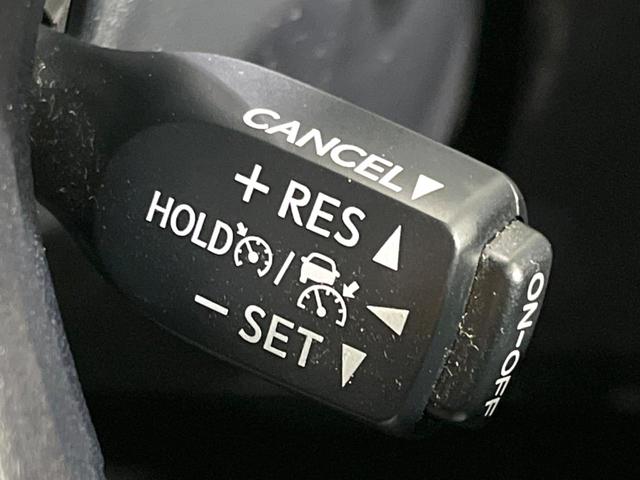 CANCEL▼
+ RES ▲
HOLD /
− SET ▼
ON-OFF